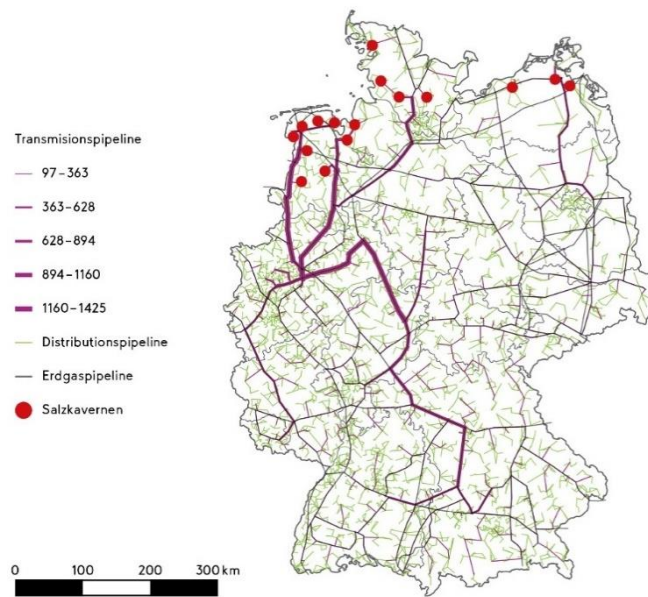 Transmisionspipeline
97–363
363–628
628–894
894–1160
1160–1425
Distributionspipeline
Erdgaspipeline
Salzkavernen
0 100 200 300 km